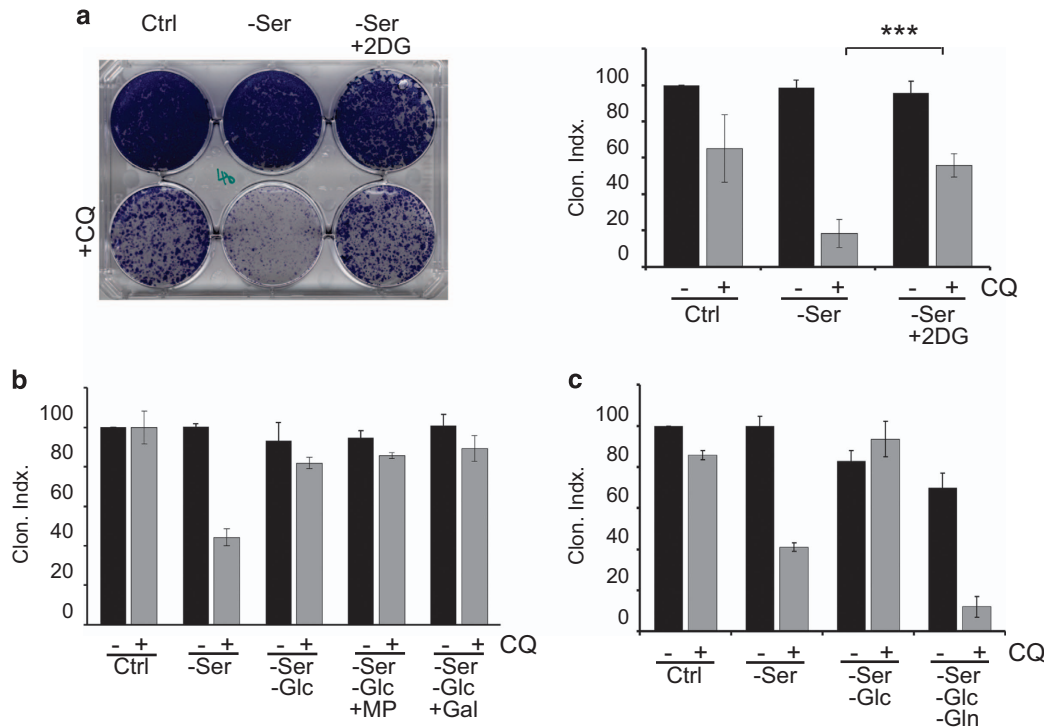 a
Ctrl -Ser -Ser
+2DG
+CQ
***
Clon. Indx.
100
80
60
40
20
0
- + - + - + CQ
Ctrl -Ser -Ser
+2DG
b
Clon. Indx.
100
80
60
40
20
0
- + - + - + - + - + CQ
Ctrl -Ser -Ser -Ser -Ser
-Glc -Glc -Glc
+MP +Gal
c
Clon. Indx.
100
80
60
40
20
0
- + - + - + - + CQ
Ctrl -Ser -Ser -Ser
-Glc -Glc
-Gln